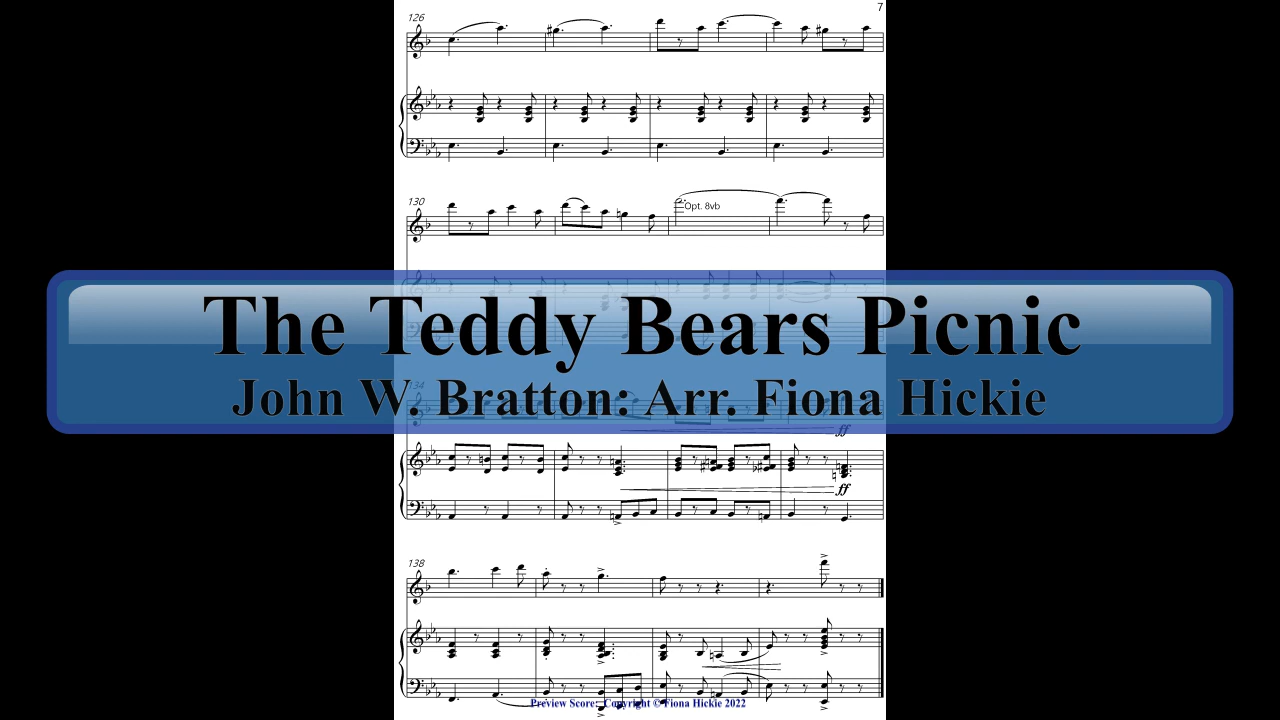 7
126
130
Opt. 8vb
The Teddy Bears Picnic
John W. Bratton: Arr. Fiona Hickie
134
ff
ff
138
Preview Score: Copyright © Fiona Hickie 2022